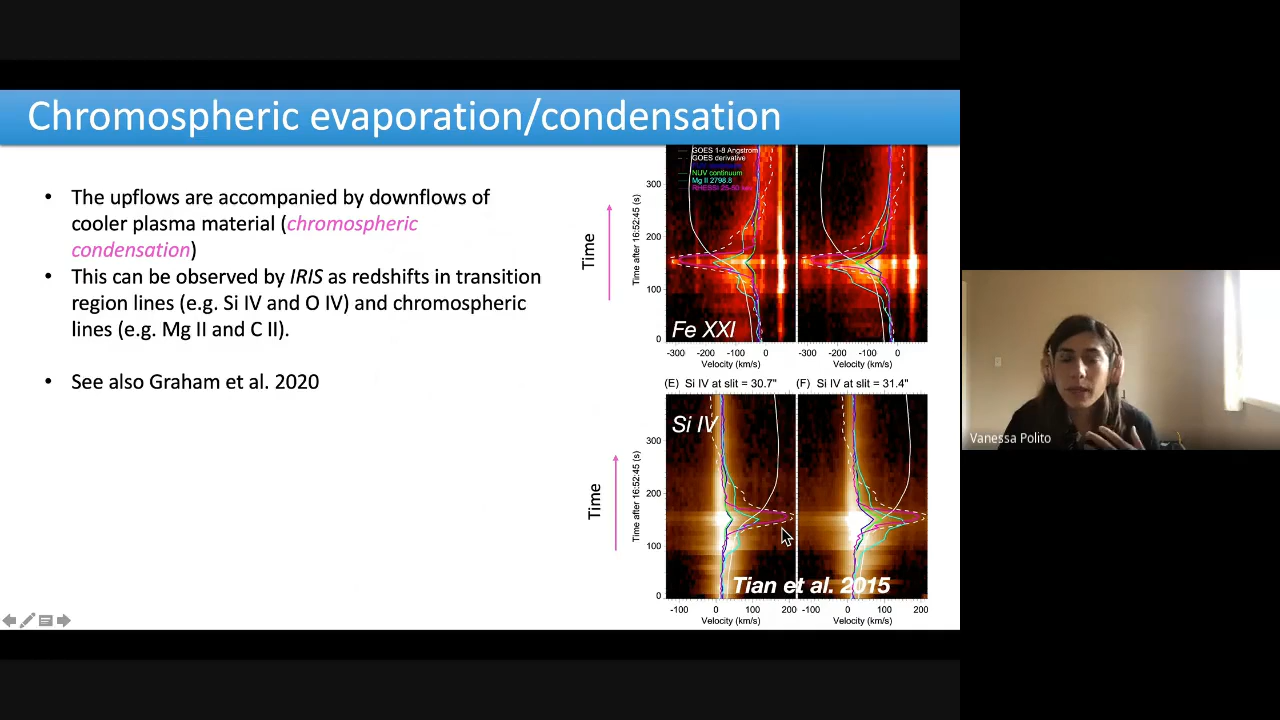 Chromospheric evaporation/condensation
• The upflows are accompanied by downflows of
cooler plasma material (chromospheric
condensation)
• This can be observed by IRIS as redshifts in transition
region lines (e.g. Si IV and O IV) and chromospheric
lines (e.g. Mg II and C II).
• See also Graham et al. 2020
GOES 1-8 Angstrom
GOES derivative
NUV continuum
Mg II 2798.8
RHESSI 25-50 keV
Time
Time after 16:52:45 (s)
300
200
100
0
Fe XXI
-300 -200 -100 0
-300 -200 -100 0
Velocity (km/s)
Velocity (km/s)
(E) Si IV at slit = 30.7"
(F) Si IV at slit = 31.4"
Si IV
Time
Time after 16:52:45 (s)
300
200
100
0
Tian et al. 2015
-100 0 100 200
-100 0 100 200
Velocity (km/s)
Velocity (km/s)
Vanessa Polito